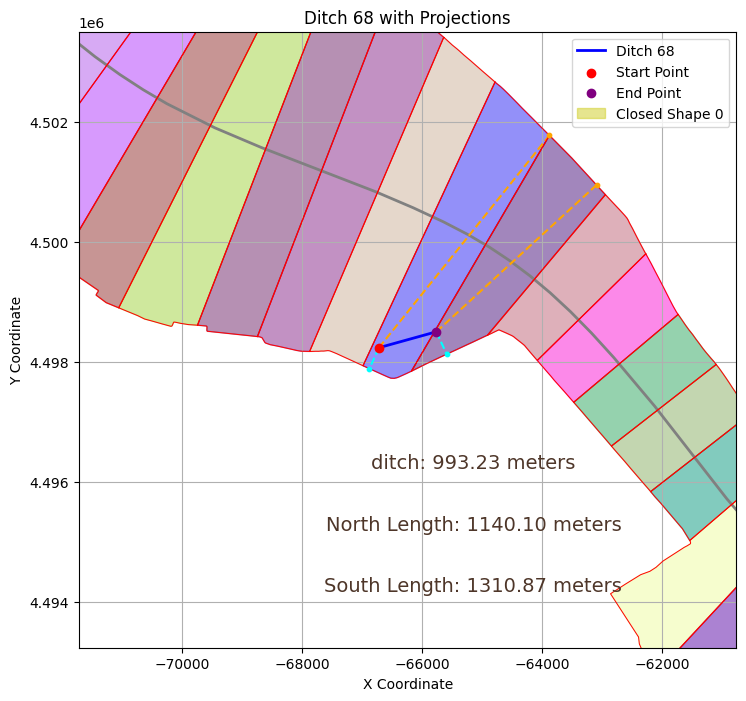 Ditch 68 with Projections
1e6
Ditch 68
Start Point
End Point
Closed Shape 0
4.502
4.500
4.498
4.496
4.494
Y Coordinate
ditch: 993.23 meters
North Length: 1140.10 meters
South Length: 1310.87 meters
−70000 −68000 −66000 −64000 −62000
X Coordinate